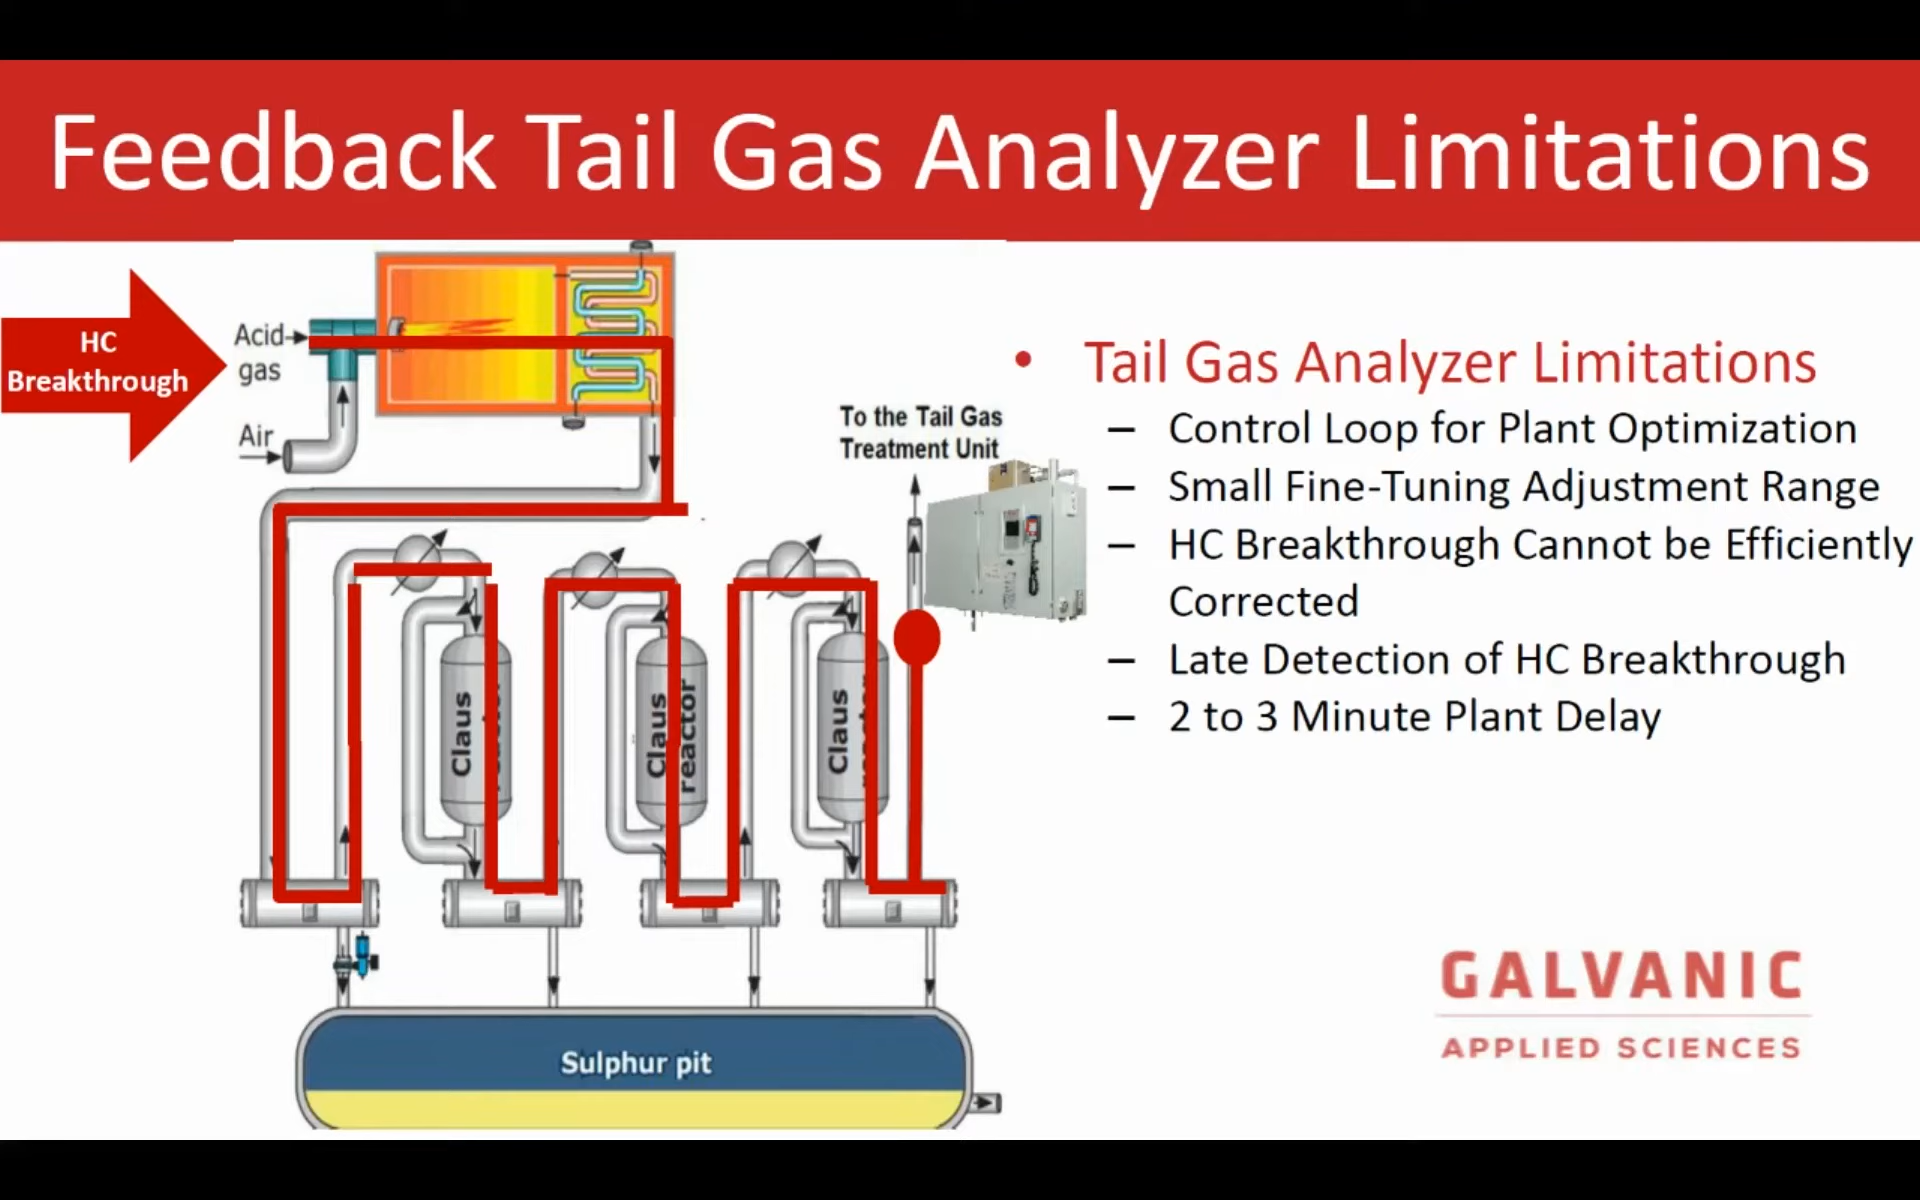 Feedback Tail Gas Analyzer Limitations
HC
Breakthrough
Acid
gas
Air
To the Tail Gas
Treatment Unit
Claus
Claus
reactor
Claus
Sulphur pit
• Tail Gas Analyzer Limitations
– Control Loop for Plant Optimization
– Small Fine-Tuning Adjustment Range
– HC Breakthrough Cannot be Efficiently
Corrected
– Late Detection of HC Breakthrough
– 2 to 3 Minute Plant Delay
GALVANIC
APPLIED SCIENCES